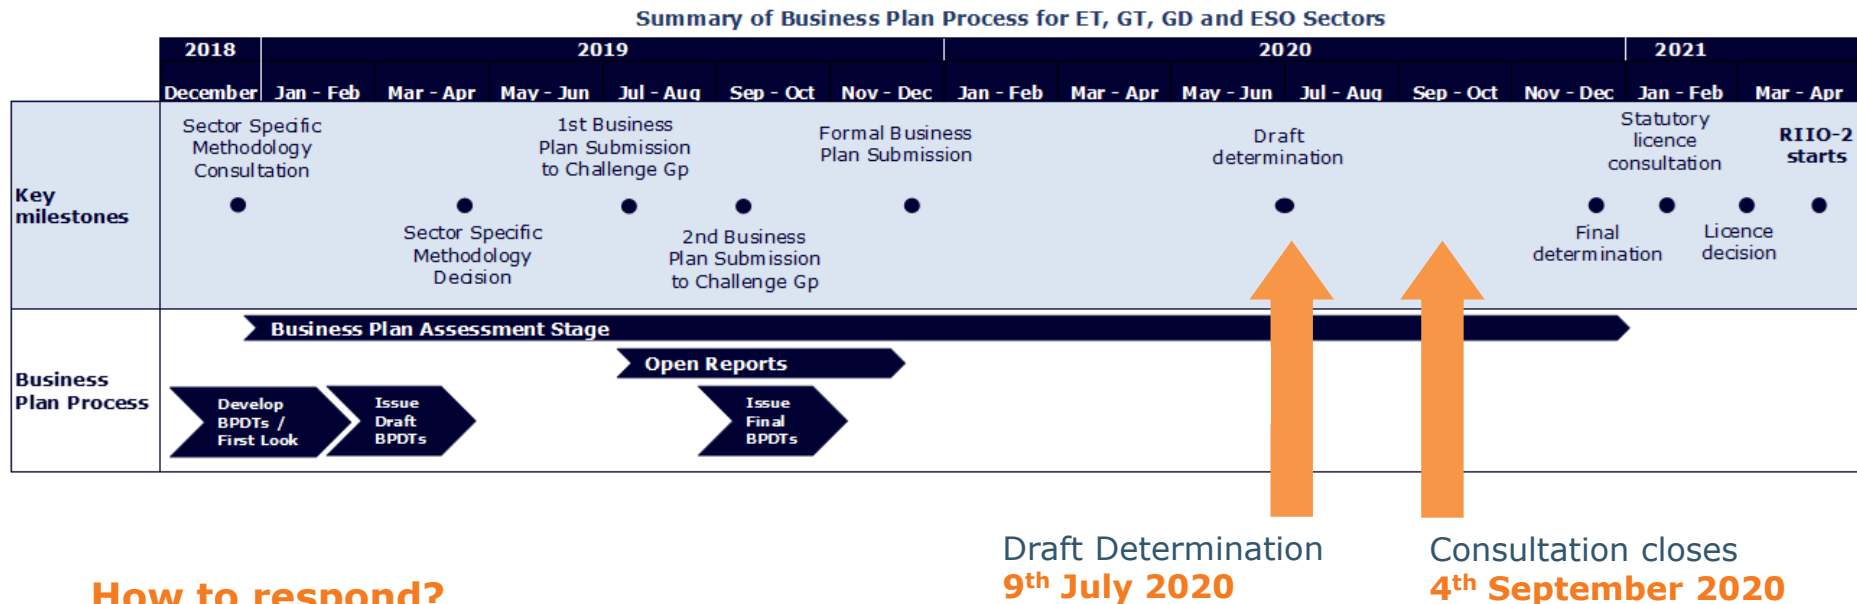 Summary of Business Plan Process for ET, GT, GD and ESO Sectors
2018 2019 2020 2021
December Jan - Feb Mar - Apr May - Jun Jul - Aug Sep - Oct Nov - Dec Jan - Feb Mar - Apr May - Jun Jul - Aug Sep - Oct Nov - Dec Jan - Feb Mar - Apr
Key
milestones
Sector Specific
Methodology
Consultation
Sector Specific
Methodology
Decision
1st Business
Plan Submission
to Challenge Gp
2nd Business
Plan Submission
to Challenge Gp
Formal Business
Plan Submission
Draft
determination
Final
determination
Statutory
licence
consultation
Licence
decision
RIIO-2
starts
Business
Plan Process
Business Plan Assessment Stage
Open Reports
Develop
BPDTs /
First Look
Issue
Draft
BPDTs
Issue
Final
BPDTs
Draft Determination
9th July 2020
Consultation closes
4th September 2020
How to respond?